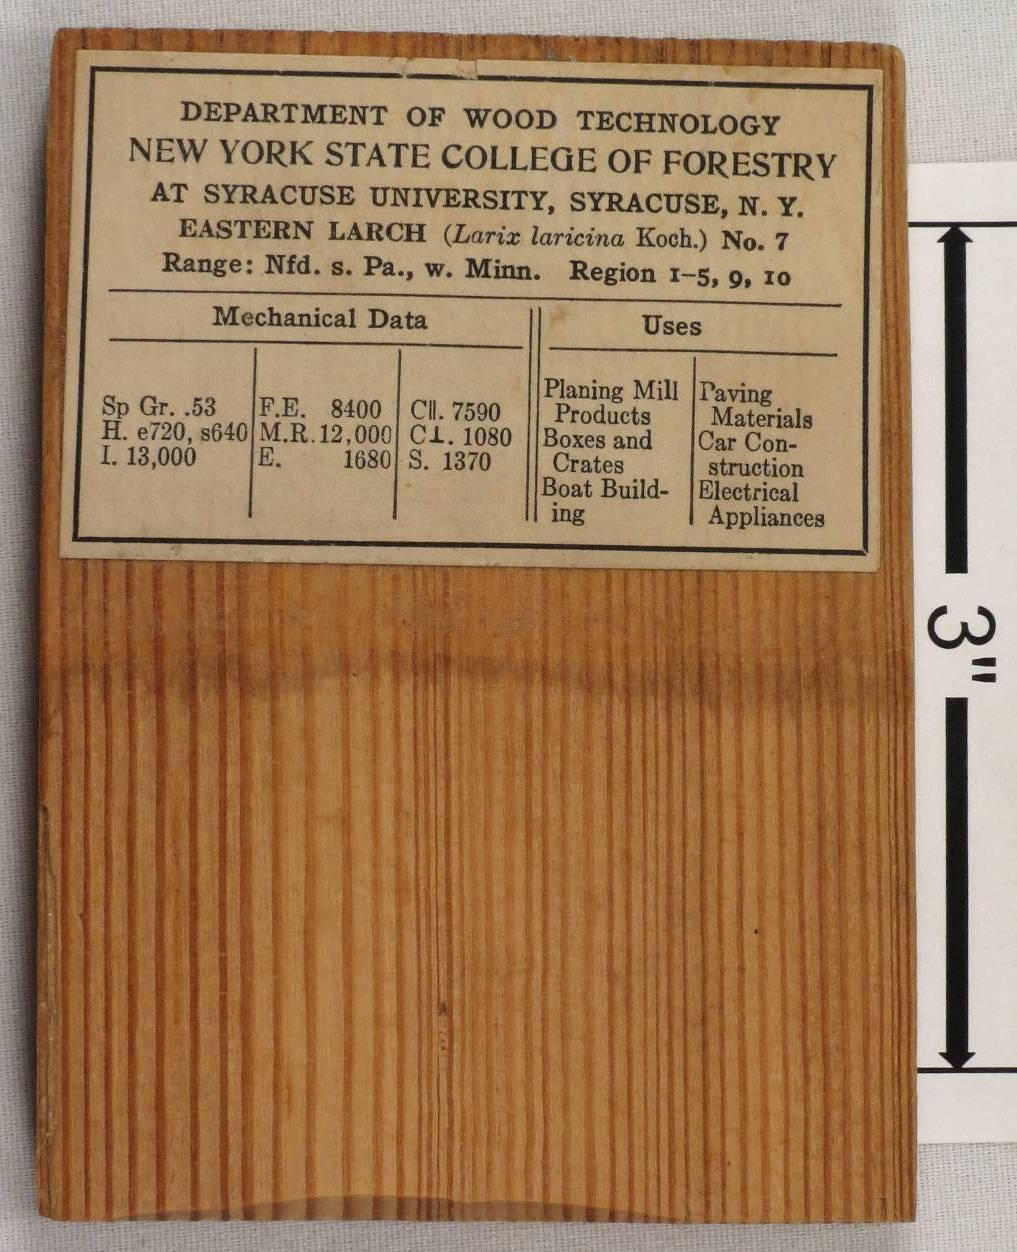 DEPARTMENT OF WOOD TECHNOLOGY
NEW YORK STATE COLLEGE OF FORESTRY
AT SYRACUSE UNIVERSITY, SYRACUSE, N. Y.
EASTERN LARCH (Larix laricina Koch.) No. 7
Range: Nfd. s. Pa., w. Minn. Region 1–5, 9, 10
Mechanical Data
Sp Gr. .53
H. e720, s640
I. 13,000
F.E. 8400
M.R. 12,000
E. 1680
C∥. 7590
C⊥. 1080
S. 1370
Uses
Planing Mill
Products
Boxes and
Crates
Boat Build-
ing
Paving
Materials
Car Con-
struction
Electrical
Appliances
3"